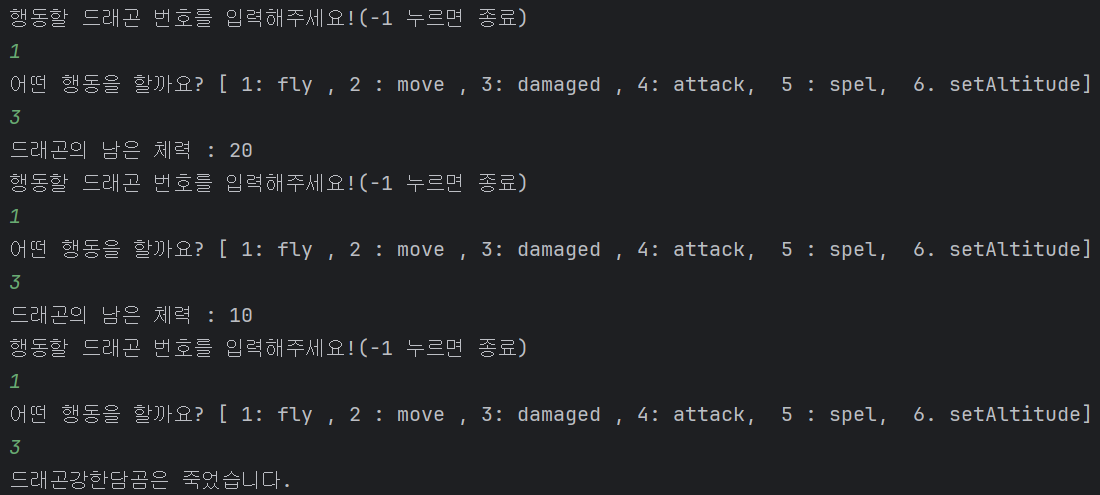 행동할 드래곤 번호를 입력해주세요!(-1 누르면 종료)
1
어떤 행동을 할까요? [ 1: fly , 2 : move , 3: damaged , 4: attack,  5 : spel,  6. setAltitude]
3
드래곤의 남은 체력 : 20
행동할 드래곤 번호를 입력해주세요!(-1 누르면 종료)
1
어떤 행동을 할까요? [ 1: fly , 2 : move , 3: damaged , 4: attack,  5 : spel,  6. setAltitude]
3
드래곤의 남은 체력 : 10
행동할 드래곤 번호를 입력해주세요!(-1 누르면 종료)
1
어떤 행동을 할까요? [ 1: fly , 2 : move , 3: damaged , 4: attack,  5 : spel,  6. setAltitude]
3
드래곤강한담곰은 죽었습니다.